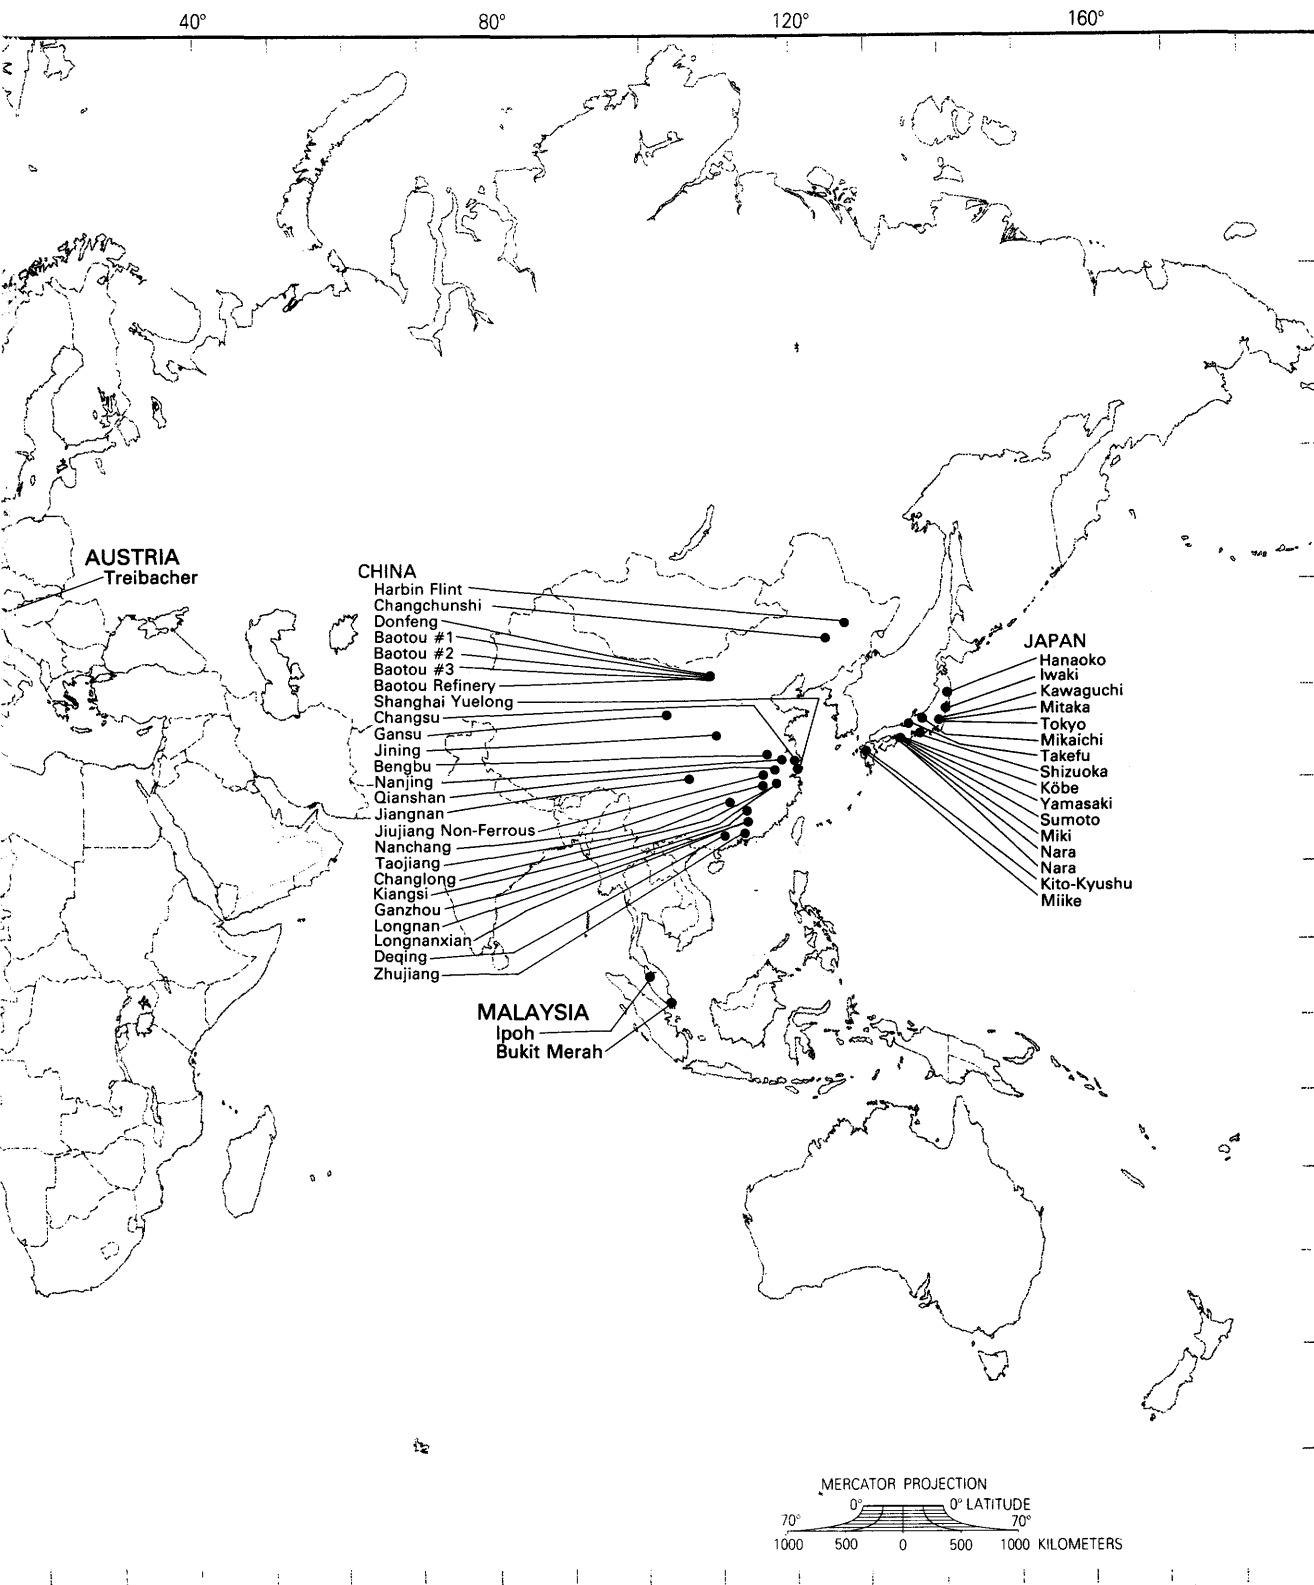 40° 80° 120° 160°
AUSTRIA
Treibacher
CHINA
Harbin Flint
Changchunshi
Donfeng
Baotou #1
Baotou #2
Baotou #3
Baotou Refinery
Shanghai Yuelong
Changsu
Gansu
Jining
Bengbu
Nanjing
Qianshan
Jiangnan
Jiujiang Non-Ferrous
Nanchang
Taojiang
Changlong
Kiangsi
Ganzhou
Longnan
Longnanxian
Deqing
Zhujiang
JAPAN
Hanaoko
Iwaki
Kawaguchi
Mitaka
Tokyo
Mikaichi
Takefu
Shizuoka
Köbe
Yamasaki
Sumoto
Miki
Nara
Nara
Kito-Kyushu
Miike
MALAYSIA
Ipoh
Bukit Merah
MERCATOR PROJECTION
0° 0° LATITUDE
70° 70°
1000 500 0 500 1000 KILOMETERS